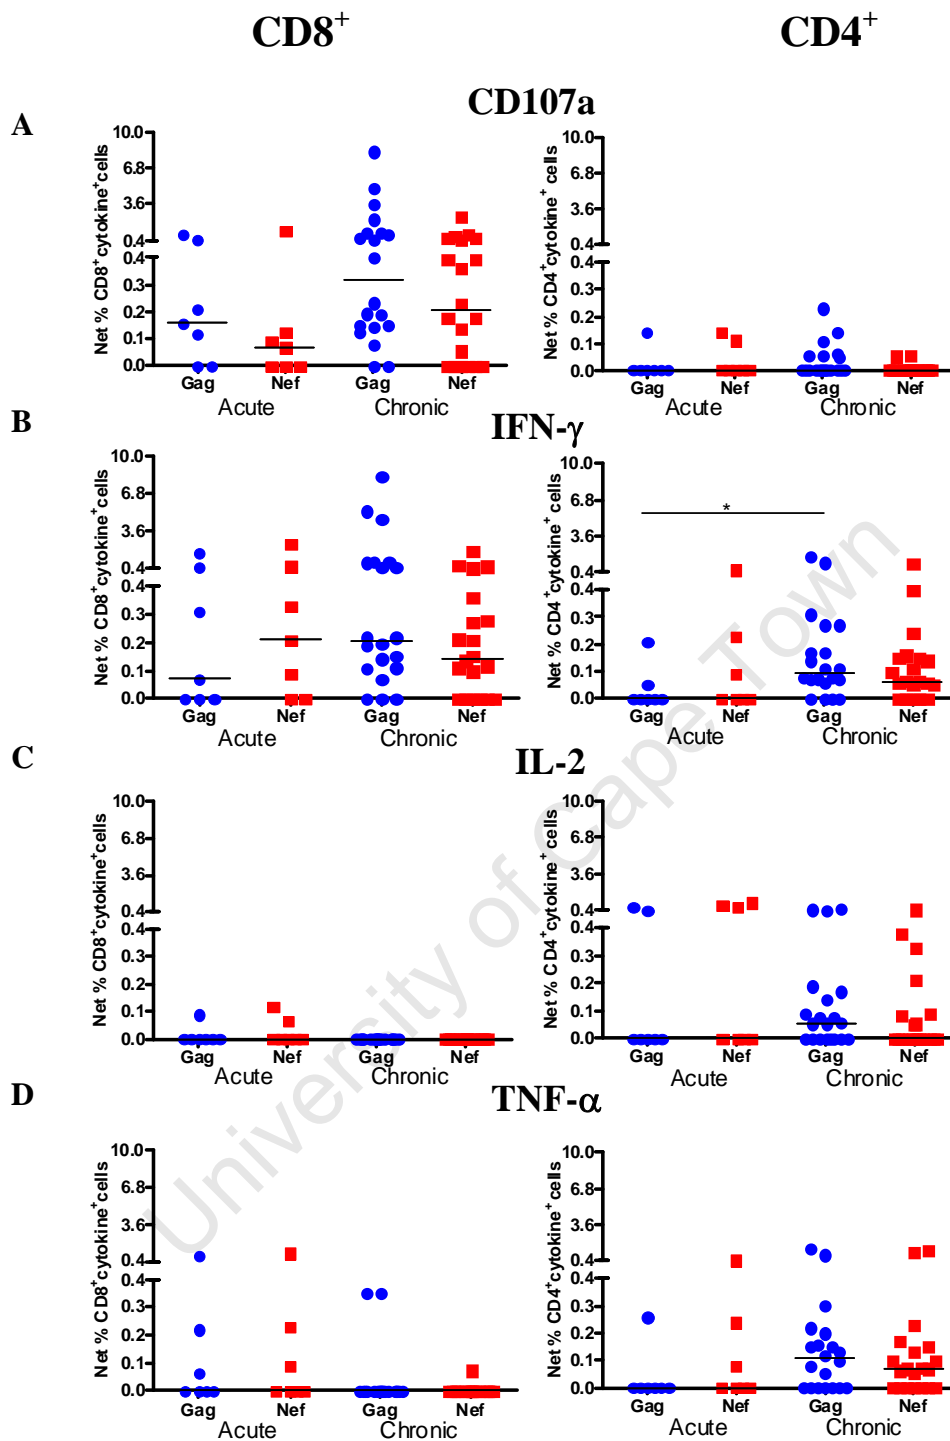 CD8+ CD4+
CD107a
A
10.0
6.8
3.6
0.4
0.4
0.3
0.2
0.1
0.0
Net % CD8+cytokine+cells
Gag Nef Gag Nef
Acute Chronic
10.0
6.8
3.6
0.4
0.4
0.3
0.2
0.1
0.0
Net % CD4+cytokine+ cells
Gag Nef Gag Nef
Acute Chronic
B
IFN-γ
10.0
6.8
3.6
0.4
0.4
0.3
0.2
0.1
0.0
Net % CD8+cytokine+cells
Gag Nef Gag Nef
Acute Chronic
10.0
6.8
3.6
0.4
0.4
0.3
0.2
0.1
0.0
Net % CD4+cytokine+ cells
*
Gag Nef Gag Nef
Acute Chronic
C
IL-2
10.0
6.8
3.6
0.4
0.4
0.3
0.2
0.1
0.0
Net % CD8+cytokine+cells
Gag Nef Gag Nef
Acute Chronic
10.0
6.8
3.6
0.4
0.4
0.3
0.2
0.1
0.0
Net % CD4+cytokine+ cells
Gag Nef Gag Nef
Acute Chronic
D
TNF-α
10.0
6.8
3.6
0.4
0.4
0.3
0.2
0.1
0.0
Net % CD8+cytokine+cells
Gag Nef Gag Nef
Acute Chronic
10.0
6.8
3.6
0.4
0.4
0.3
0.2
0.1
0.0
Net % CD4+cytokine+ cells
Gag Nef Gag Nef
Acute Chronic
University of Cape Town